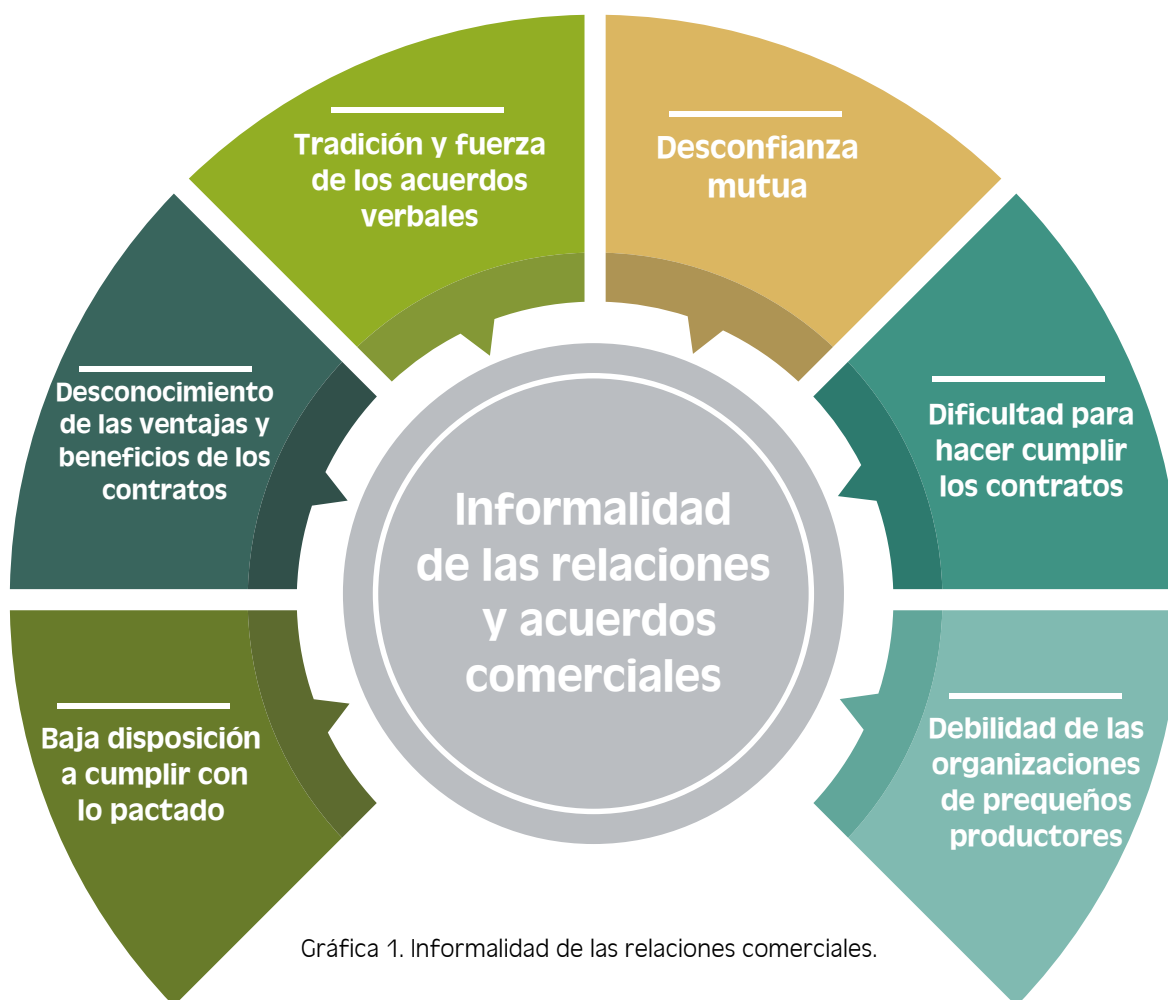 Tradición y fuerza
de los acuerdos
verbales
Desconfianza
mutua
Desconocimiento
de las ventajas y
beneficios de los
contratos
Dificultad para
hacer cumplir
los contratos
Informalidad
de las relaciones
y acuerdos
comerciales
Baja disposición
a cumplir con
lo pactado
Debilidad de las
organizaciones
de prequeños
productores
Gráfica 1. Informalidad de las relaciones comerciales.